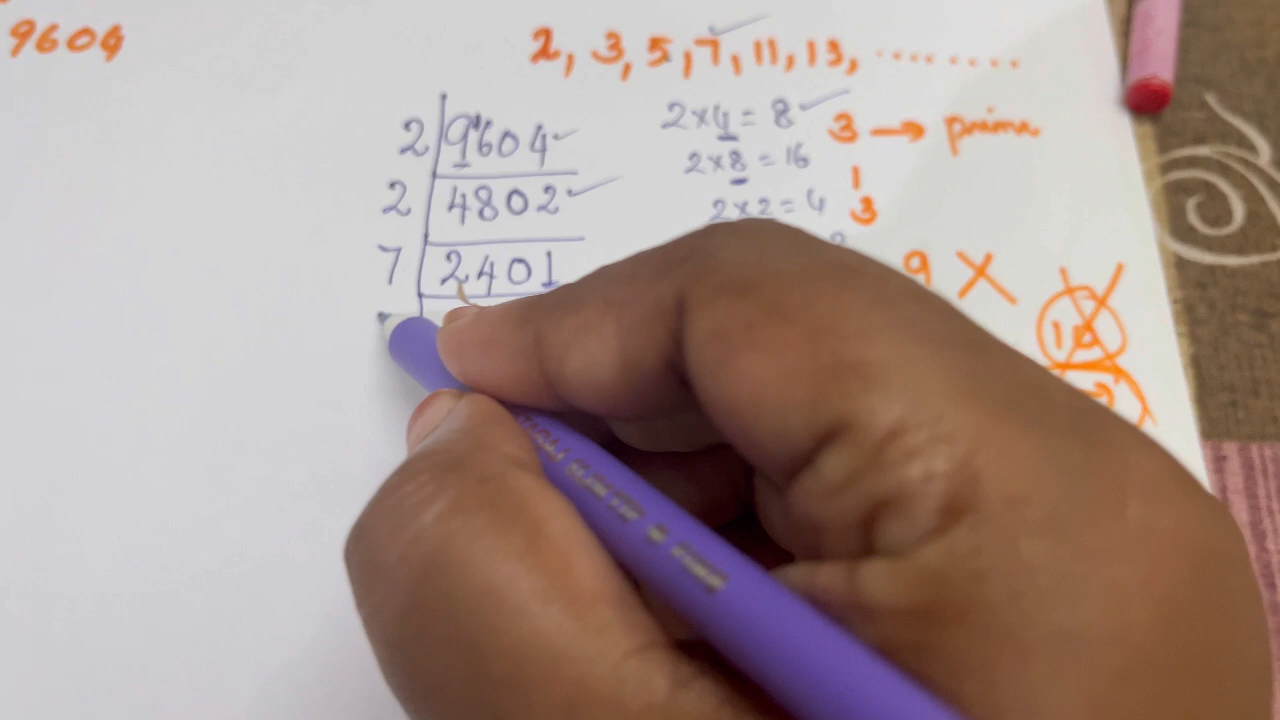 9604
2, 3, 5, 7, 11, 13, ........
2 9604
2 4802
7 2401
2×4 = 8
2×8 = 16
2×2 = 4
3 → prime
1
3
9 X